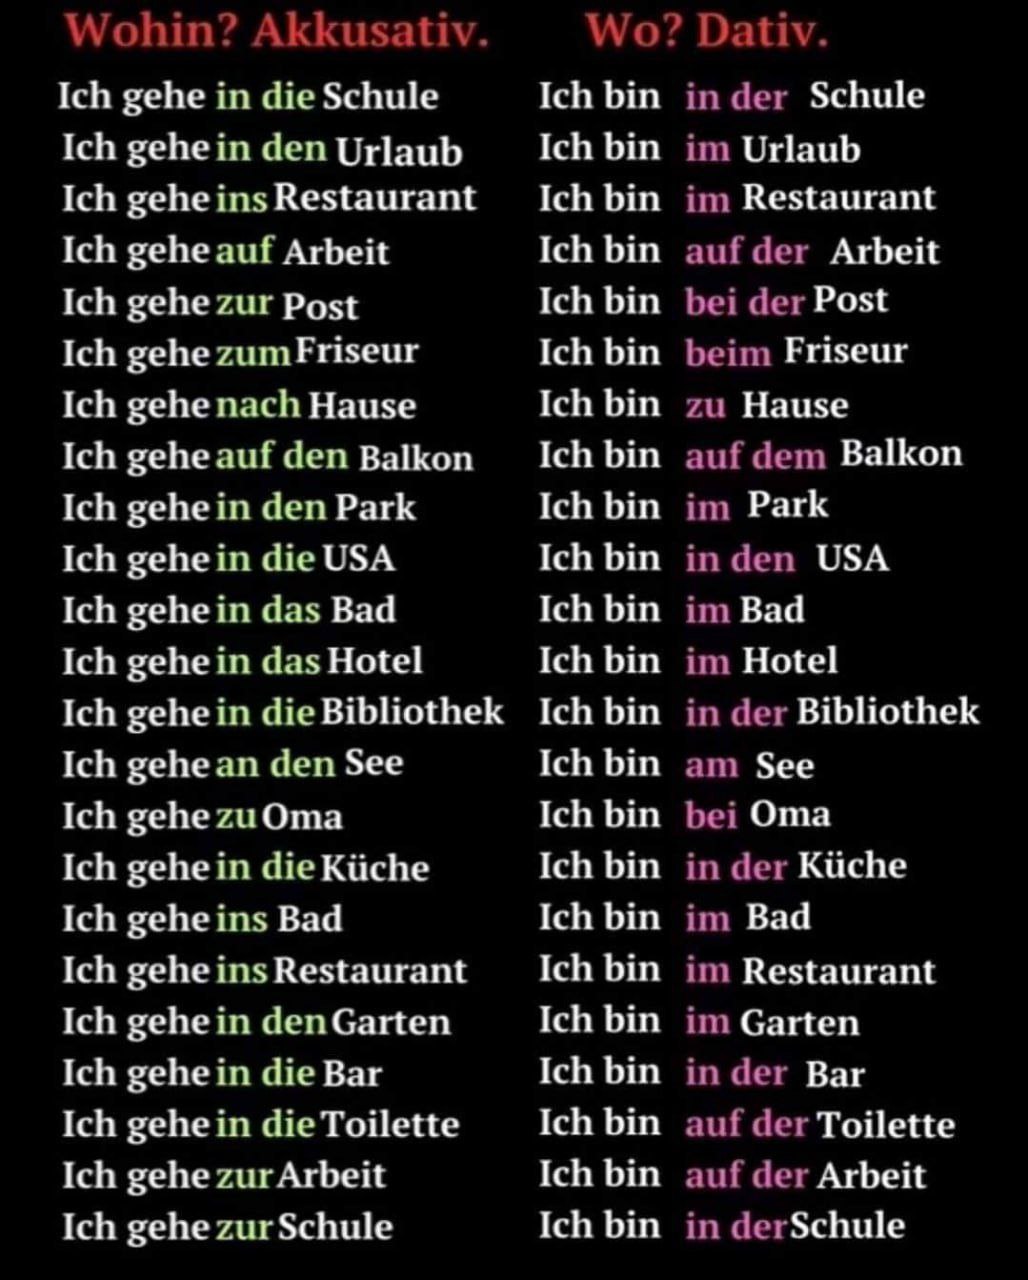 Wohin? Akkusativ. Wo? Dativ.
Ich gehe in die Schule Ich bin in der Schule
Ich gehe in den Urlaub Ich bin im Urlaub
Ich gehe ins Restaurant Ich bin im Restaurant
Ich gehe auf Arbeit Ich bin auf der Arbeit
Ich gehe zur Post Ich bin bei der Post
Ich gehe zum Friseur Ich bin beim Friseur
Ich gehe nach Hause Ich bin zu Hause
Ich gehe auf den Balkon Ich bin auf dem Balkon
Ich gehe in den Park Ich bin im Park
Ich gehe in die USA Ich bin in den USA
Ich gehe in das Bad Ich bin im Bad
Ich gehe in das Hotel Ich bin im Hotel
Ich gehe in die Bibliothek Ich bin in der Bibliothek
Ich gehe an den See Ich bin am See
Ich gehe zu Oma Ich bin bei Oma
Ich gehe in die Küche Ich bin in der Küche
Ich gehe ins Bad Ich bin im Bad
Ich gehe ins Restaurant Ich bin im Restaurant
Ich gehe in den Garten Ich bin im Garten
Ich gehe in die Bar Ich bin in der Bar
Ich gehe in die Toilette Ich bin auf der Toilette
Ich gehe zur Arbeit Ich bin auf der Arbeit
Ich gehe zur Schule Ich bin in der Schule